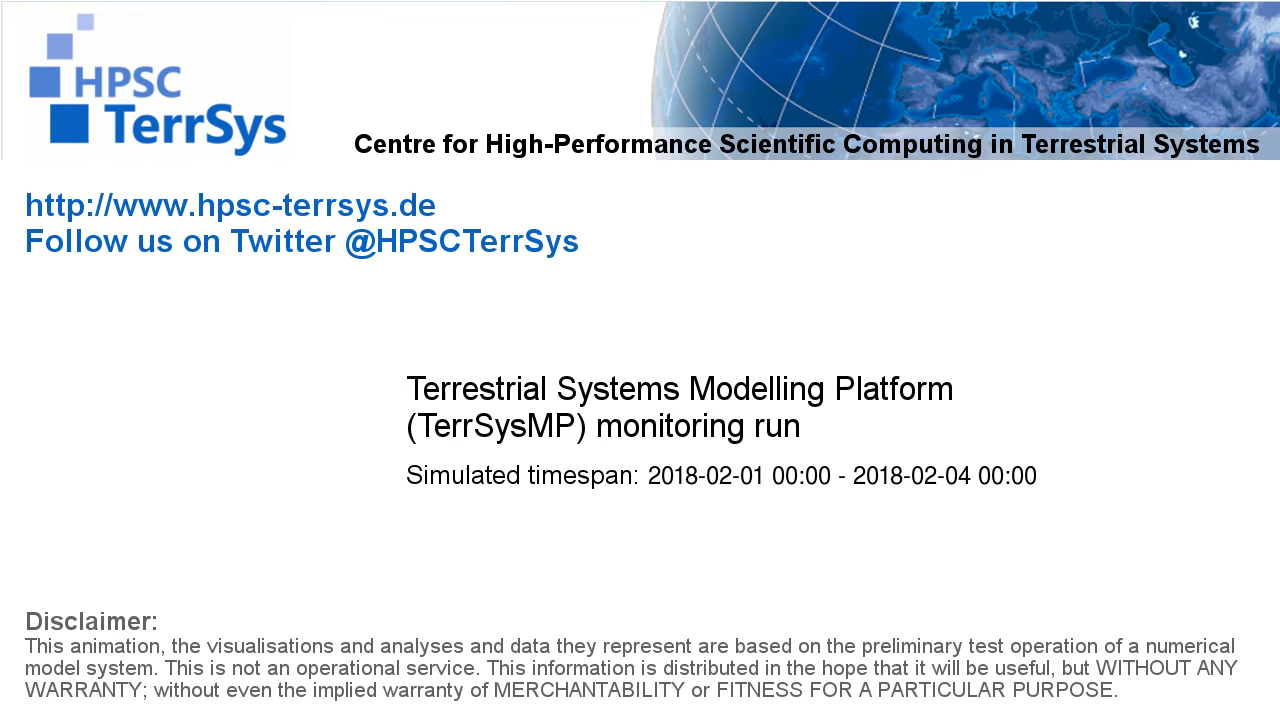 HPSC
TerrSys
Centre for High-Performance Scientific Computing in Terrestrial Systems
http://www.hpsc-terrsys.de
Follow us on Twitter @HPSCTerrSys
Terrestrial Systems Modelling Platform
(TerrSysMP) monitoring run
Simulated timespan: 2018-02-01 00:00 - 2018-02-04 00:00
Disclaimer:
This animation, the visualisations and analyses and data they represent are based on the preliminary test operation of a numerical
model system. This is not an operational service. This information is distributed in the hope that it will be useful, but WITHOUT ANY
WARRANTY; without even the implied warranty of MERCHANTABILITY or FITNESS FOR A PARTICULAR PURPOSE.